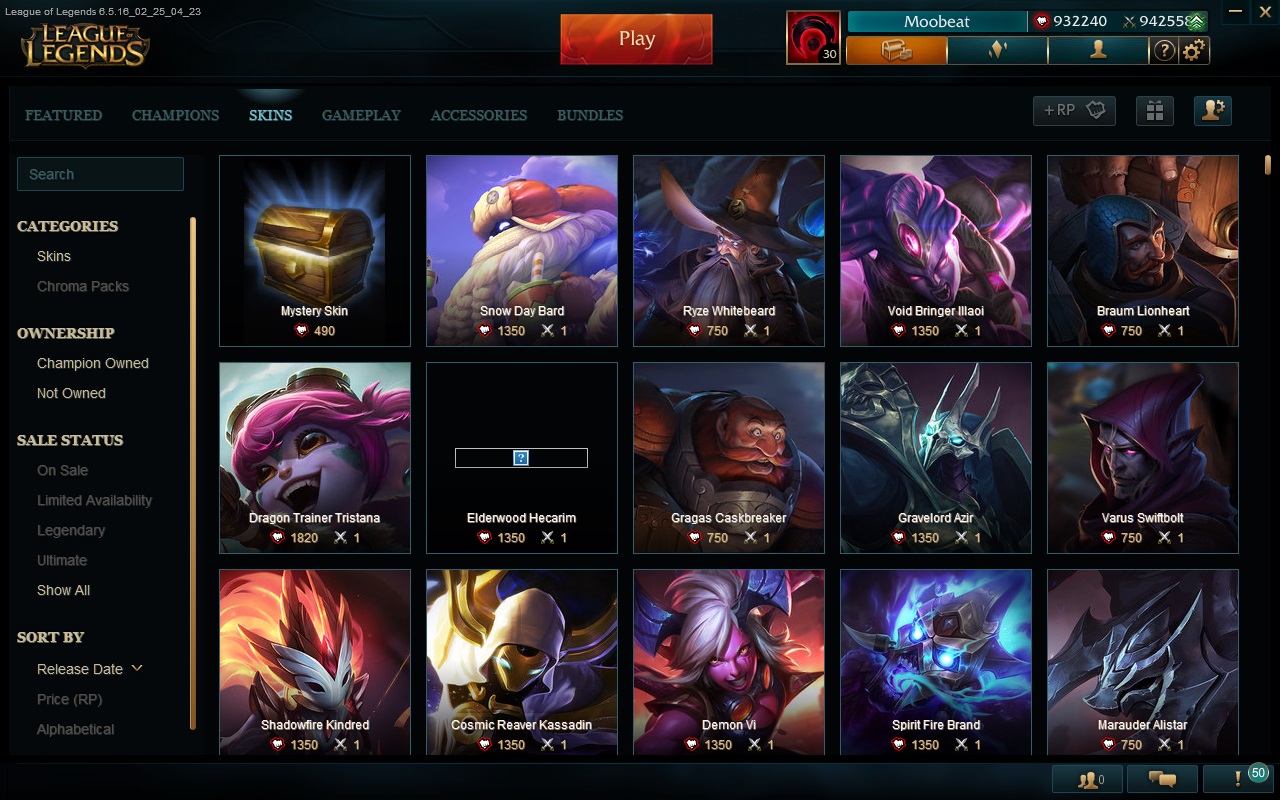 League of Legends 6.5.16_02_25_04_23
LEAGUE of LEGENDS
Play
30
Moobeat
932240
?
FEATURED
CHAMPIONS
SKINS
GAMEPLAY
ACCESSORIES
BUNDLES
+RP
Search
CATEGORIES
Skins
Chroma Packs
OWNERSHIP
Champion Owned
Not Owned
SALE STATUS
On Sale
Limited Availability
Legendary
Ultimate
Show All
SORT BY
Release Date
Price (RP)
Alphabetical
Mystery Skin
490
Snow Day Bard
1350 1
Ryze Whitebeard
750 1
Void Bringer Illaoi
1350 1
Braum Lionheart
750 1
Dragon Trainer Tristana
1820 1
?
Elderwood Hecarim
1350 1
Gragas Caskbreaker
750 1
Gravelord Azir
1350 1
Varus Swiftbolt
750 1
Shadowfire Kindred
1350 1
Cosmic Reaver Kassadin
1350 1
Demon Vi
1350 1
Spirit Fire Brand
1350 1
Marauder Alistar
750 1
0
!
50